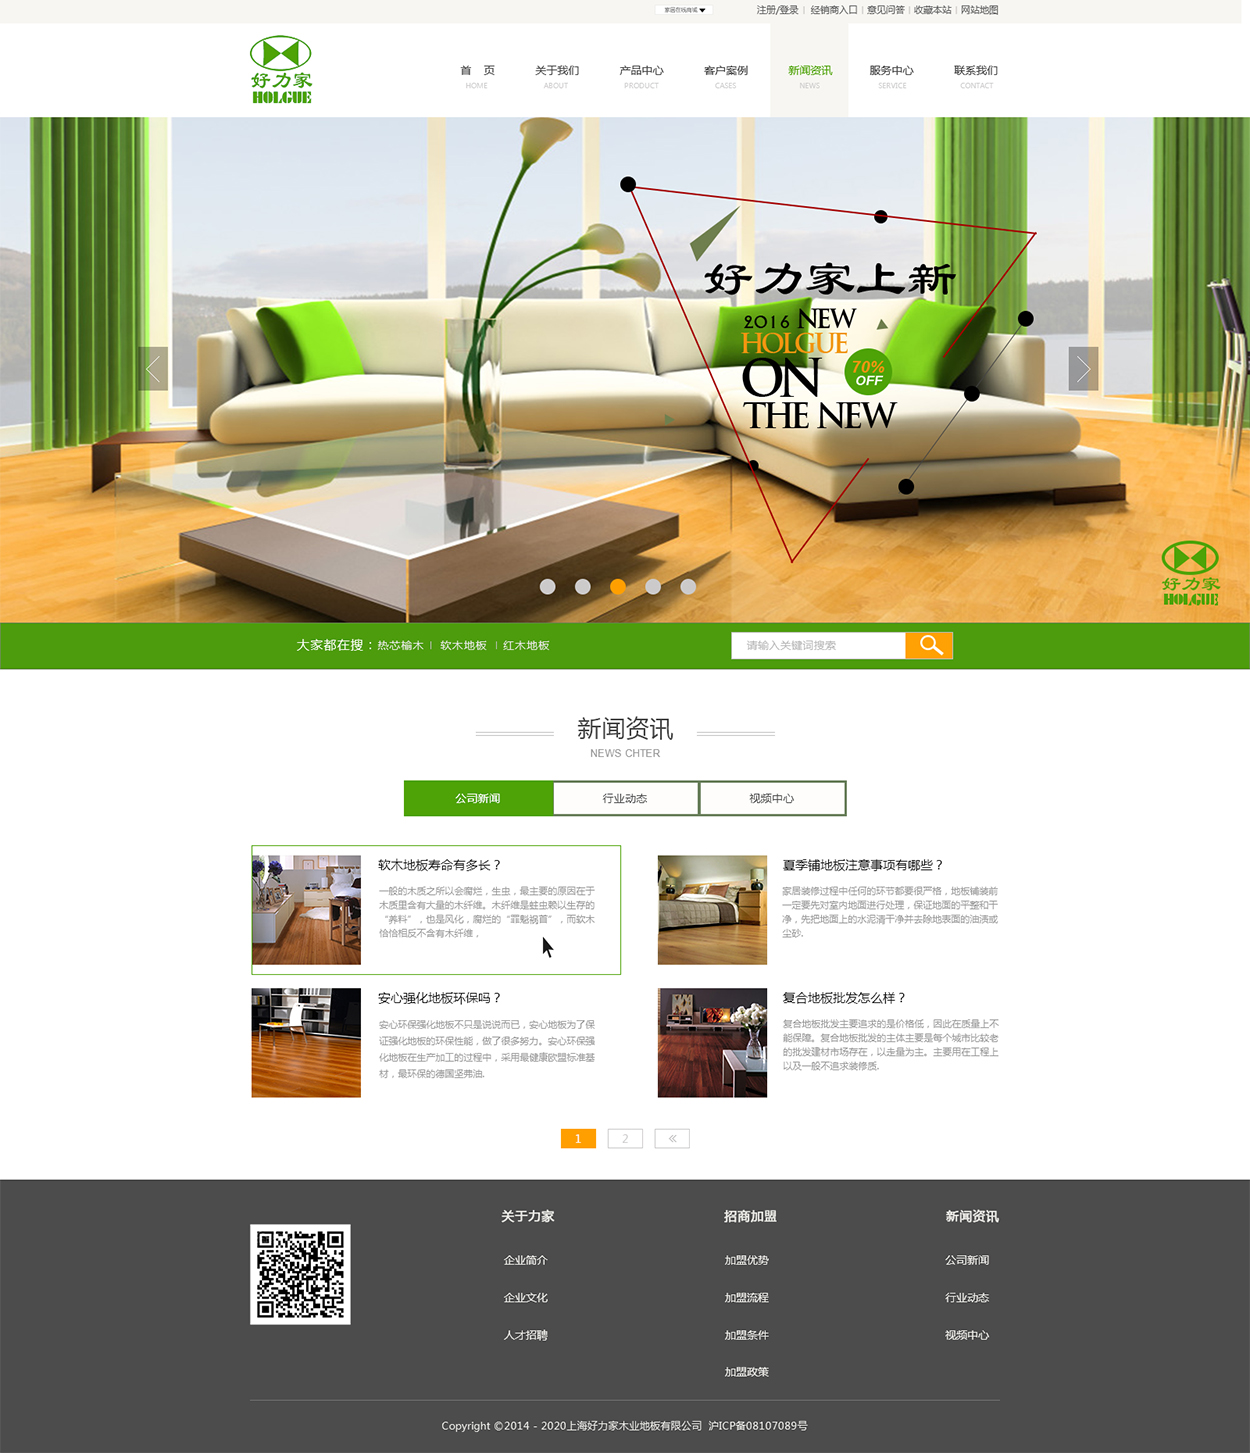 家居在线商城
注册/登录 | 经销商入口 | 意见问答 | 收藏本站 | 网站地图
好力家
HOLGUE
首 页 关于我们 产品中心 客户案例 新闻资讯 服务中心 联系我们
HOME ABOUT PRODUCT CASES NEWS SERVICE CONTACT
好力家上新
2016 NEW
HOLGUE
ON
70%
OFF
THE NEW
好力家
HOLGUE
大家都在搜：热芯榆木 | 软木地板 | 红木地板
请输入关键词搜索
新闻资讯
NEWS CHTER
公司新闻 行业动态 视频中心
软木地板寿命有多长？
一般的木质之所以会腐烂，生虫，最主要的原因在于
木质里含有大量的木纤维。木纤维是蛀虫赖以生存的
“养料”，也是风化，腐烂的“罪魁祸首”，而软木
恰恰相反不含有木纤维，
夏季铺地板注意事项有哪些？
家居装修过程中任何的环节都要很严格，地板铺装前
一定要先对室内地面进行处理，保证地面的平整和干
净，先把地面上的水泥清干净并去除地表面的油渍或
尘砂.
安心强化地板环保吗？
安心环保强化地板不只是说说而已，安心地板为了保
证强化地板的环保性能，做了很多努力。安心环保强
化地板在生产加工的过程中，采用最健康欧盟标准基
材，最环保的德国坚弗油.
复合地板批发怎么样？
复合地板批发主要追求的是价格低，因此在质量上不
能保障。复合地板批发的主体主要是每个城市比较老
的批发建材市场存在，以走量为主。主要用在工程上
以及一般不追求装修质.
1 2 «
关于力家 招商加盟 新闻资讯
企业简介 加盟优势 公司新闻
企业文化 加盟流程 行业动态
人才招聘 加盟条件 视频中心
加盟政策
Copyright ©2014 - 2020上海好力家木业地板有限公司 沪ICP备08107089号